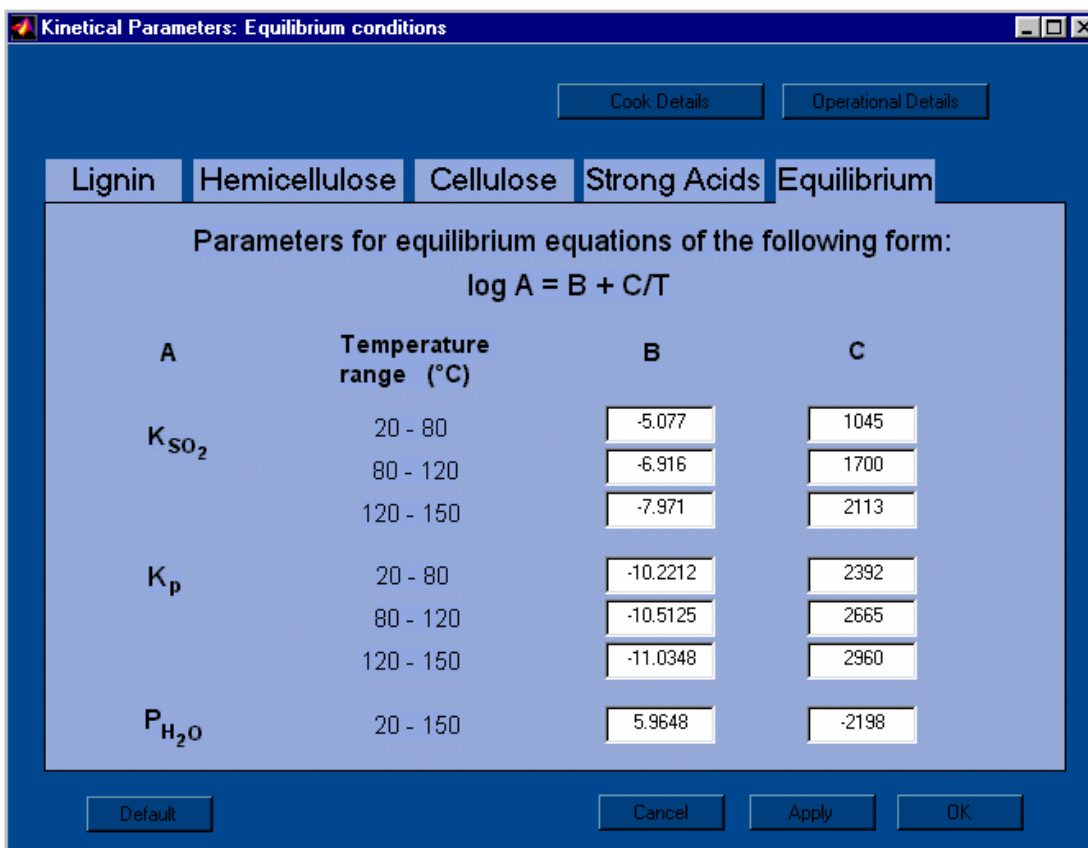 Kinetical Parameters: Equilibrium conditions
Cook Details Operational Details
Lignin Hemicellulose Cellulose Strong Acids Equilibrium
Parameters for equilibrium equations of the following form:
log A = B + C/T
A Temperature range (°C) B C
K SO2 20 - 80 -5.077 1045
80 - 120 -6.916 1700
120 - 150 -7.971 2113
Kp 20 - 80 -10.2212 2392
80 - 120 -10.5125 2665
120 - 150 -11.0348 2960
P H2O 20 - 150 5.9648 -2198
Default Cancel Apply OK